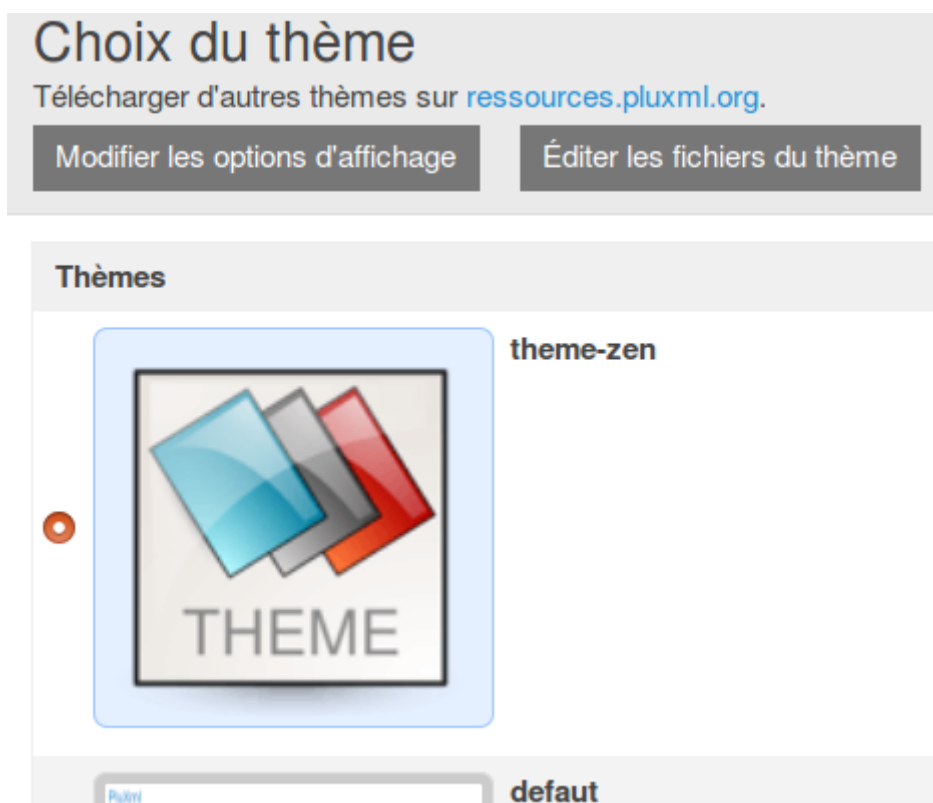 Choix du thème
Télécharger d'autres thèmes sur ressources.pluxml.org.
Modifier les options d'affichage
Éditer les fichiers du thème
Thèmes
theme-zen
THEME
defaut
PluXml